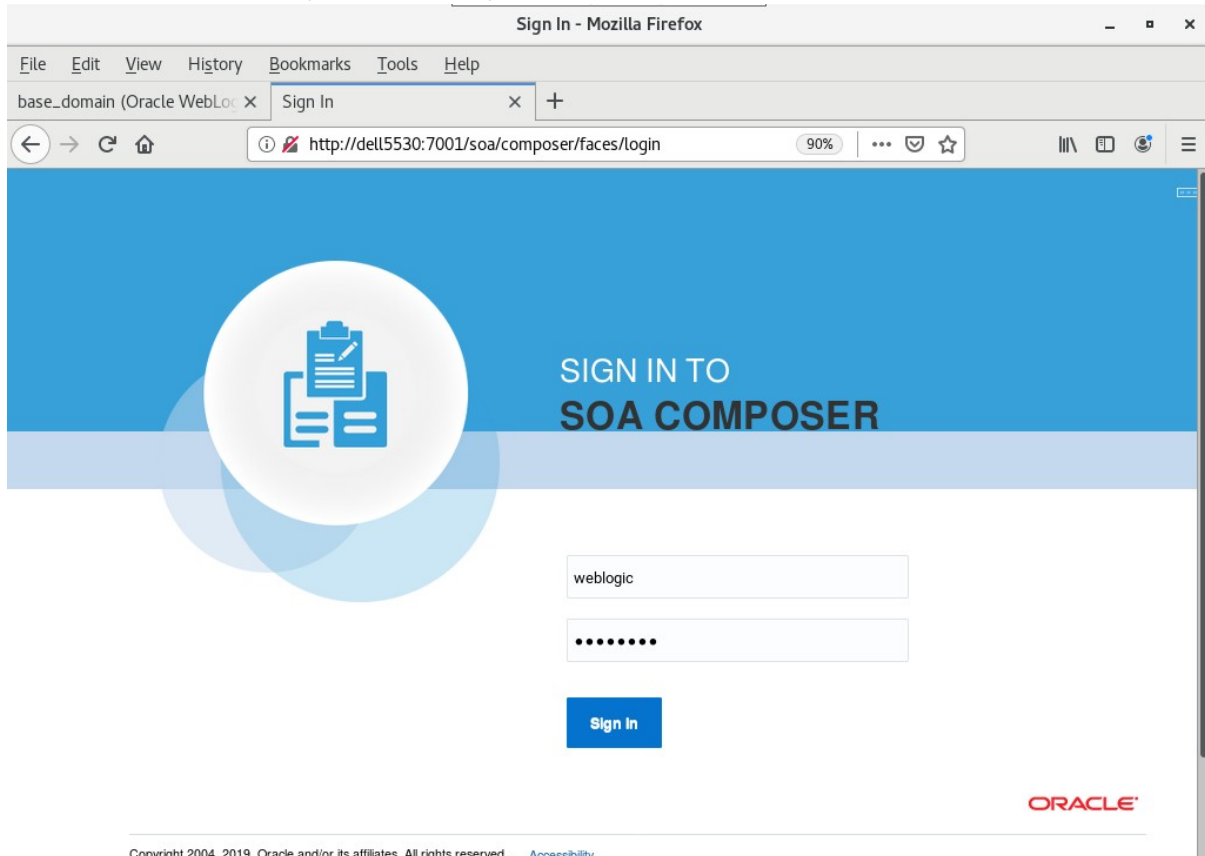 Sign In - Mozilla Firefox
File Edit View History Bookmarks Tools Help
base_domain (Oracle WebLo
Sign In
http://dell5530:7001/soa/composer/faces/login 90%
SIGN IN TO
SOA COMPOSER
weblogic
••••••••
Sign In
ORACLE
Copyright 2004, 2019, Oracle and/or its affiliates. All rights reserved. Accessibility